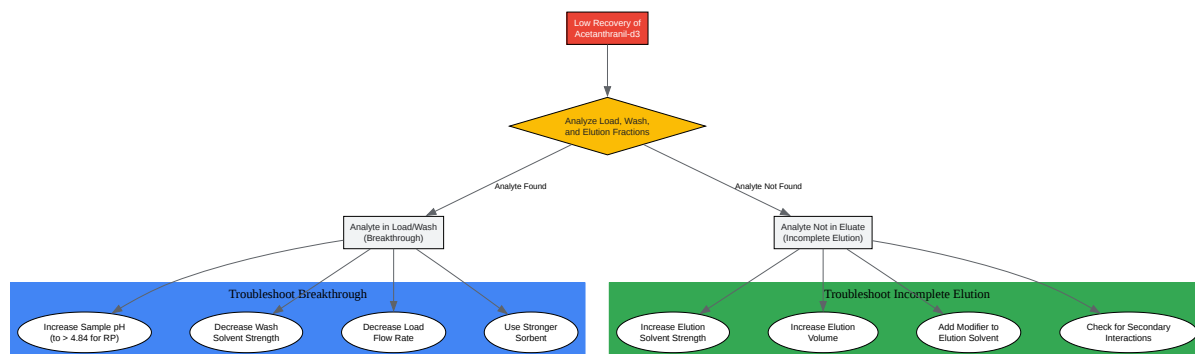 Low Recovery of
Acetanthranil-d3
Analyze Load, Wash,
and Elution Fractions
Analyte Found
Analyte Not Found
Analyte in Load/Wash
(Breakthrough)
Analyte Not in Eluate
(Incomplete Elution)
Troubleshoot Breakthrough
Increase Sample pH
(to > 4.84 for RP)
Decrease Wash
Solvent Strength
Decrease Load
Flow Rate
Use Stronger
Sorbent
Troubleshoot Incomplete Elution
Increase Elution
Solvent Strength
Increase Elution
Volume
Add Modifier to
Elution Solvent
Check for Secondary
Interactions